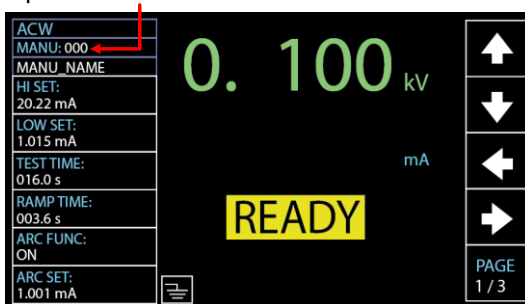 ACW
MANU: 000
MANU_NAME
HI SET:
20.22 mA
LOW SET:
1.015 mA
TEST TIME:
016.0 s
RAMP TIME:
003.6 s
ARC FUNC:
ON
ARC SET:
1.001 mA
0. 100 kV
mA
READY
PAGE
1 / 3